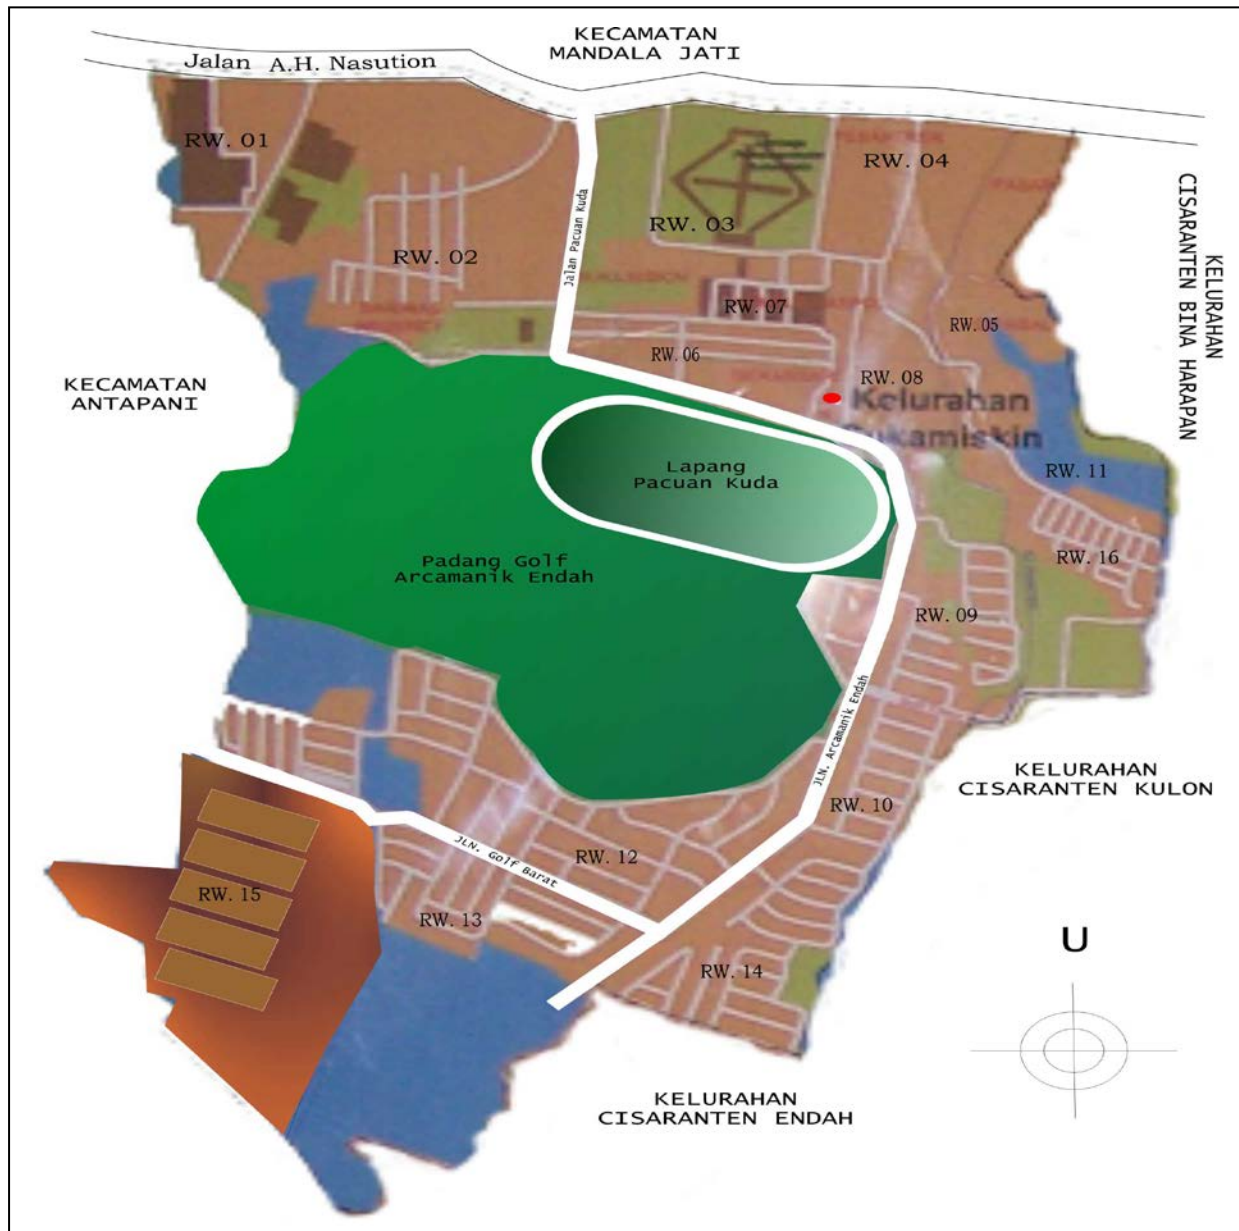 KECAMATAN
MANDALA JATI
Jalan A.H. Nasution
RW. 01
RW. 04
RW. 03
RW. 02
Jalan Pacuan Kuda
KELURAHAN
CISARANTEN BINA HARAPAN
RW. 07
RW. 05
RW. 06
RW. 08
KECAMATAN
ANTAPANI
Kelurahan
Sukamiskin
Lapang
Pacuan Kuda
RW. 11
Padang Golf
Arcamanik Endah
RW. 16
RW. 09
JLN. Arcamanik Endah
KELURAHAN
CISARANTEN KULON
RW. 10
JLN. Golf Barat
RW. 12
RW. 15
RW. 13
RW. 14
U
KELURAHAN
CISARANTEN ENDAH